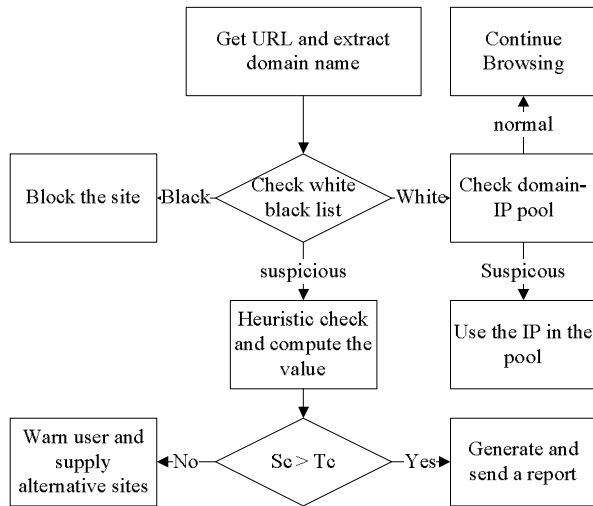 Get URL and extract
domain name
Continue
Browsing
normal
Block the site
Black
Check white
black list
White
Check domain-
IP pool
suspicious
Suspicous
Heuristic check
and compute the
value
Use the IP in the
pool
Warn user and
supply
alternative sites
No
Sc > Tc
Yes
Generate and
send a report